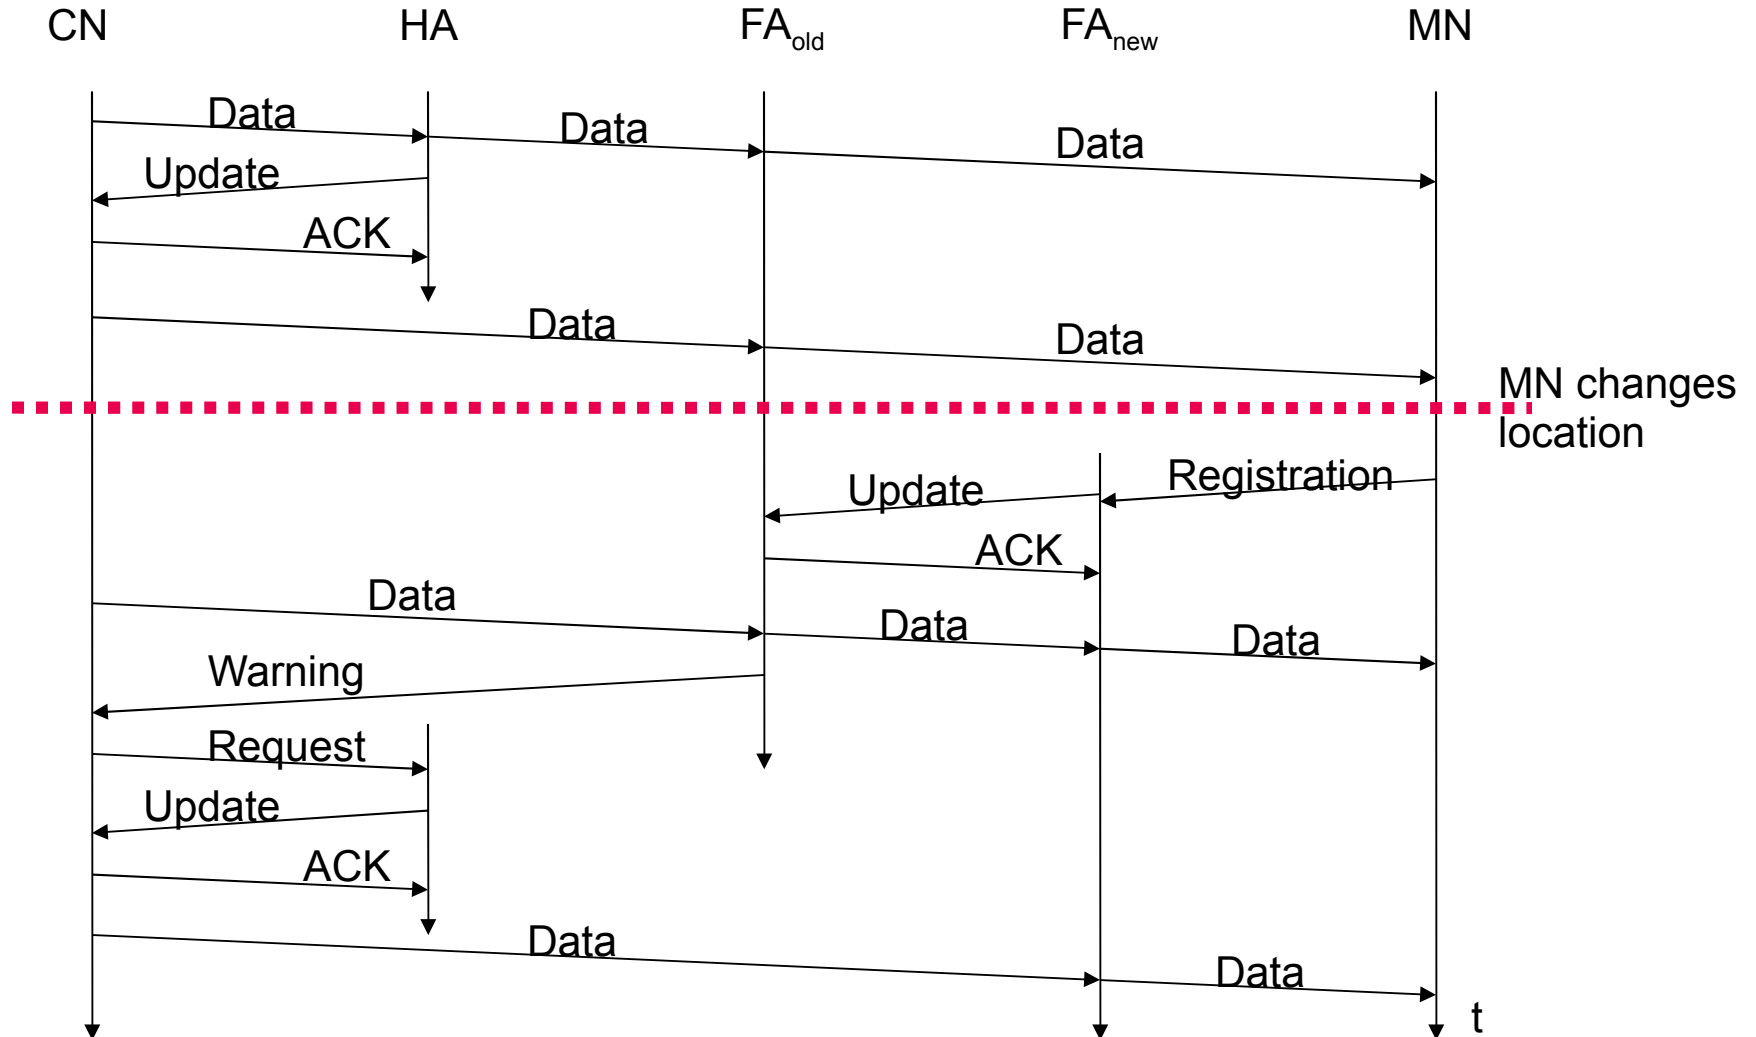 CN HA FAold FAnew MN
Data Data Data
Update
ACK
Data Data
MN changes
location
Registration
Update
ACK
Data Data Data
Warning
Request
Update
ACK
Data Data
t